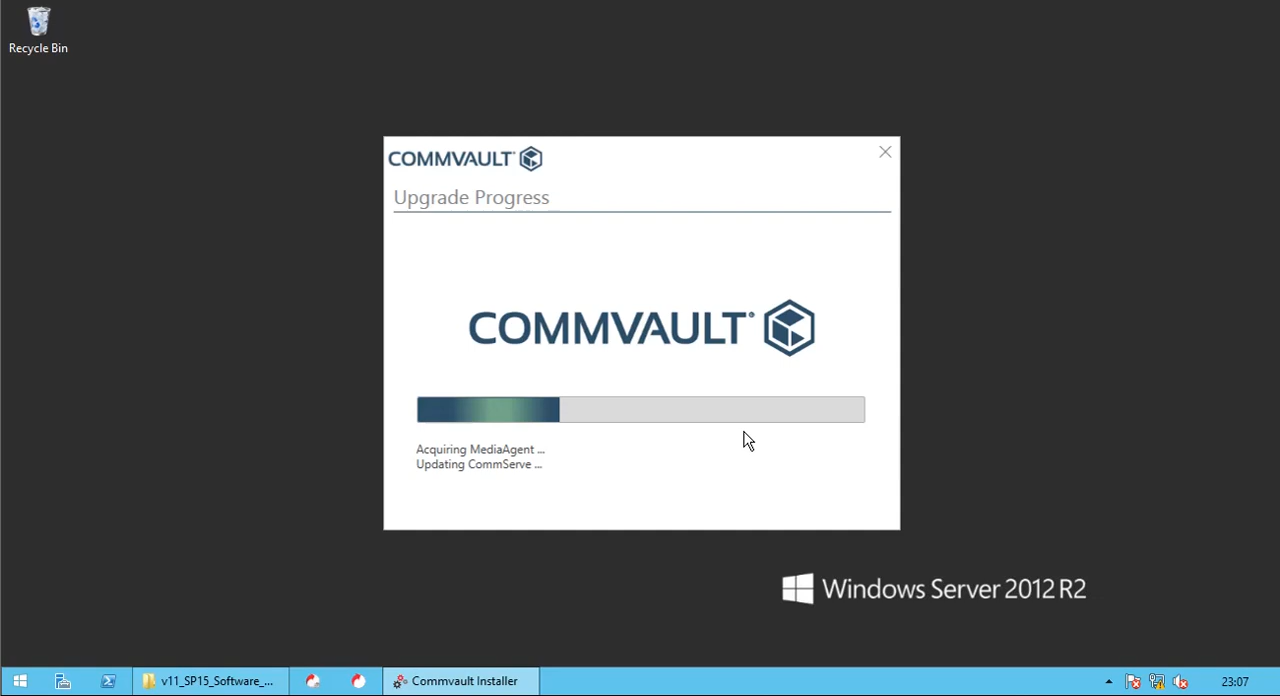 Recycle Bin
COMMVAULT
Upgrade Progress
COMMVAULT
Acquiring MediaAgent ...
Updating CommServe ...
Windows Server 2012 R2
v11_SP15_Software_...
Commvault Installer
23:07